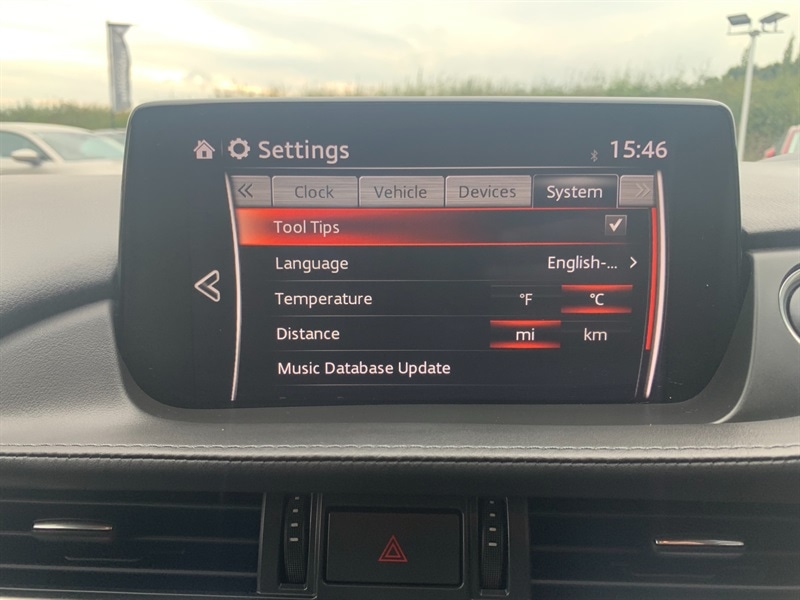 Settings 15:46
Clock Vehicle Devices System
Tool Tips
Language English-...
Temperature °F °C
Distance mi km
Music Database Update